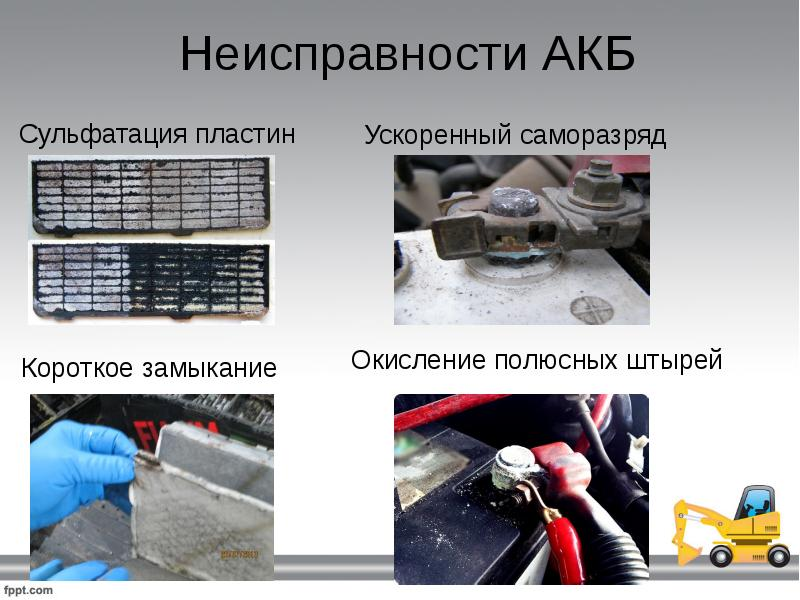 Неисправности АКБ
Сульфатация пластин
Ускоренный саморазряд
Короткое замыкание
Окисление полюсных штырей
fppt.com